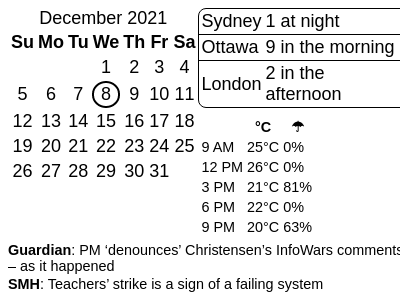 December 2021
Su Mo Tu We Th Fr Sa
1 2 3 4
5 6 7 8 9 10 11
12 13 14 15 16 17 18
19 20 21 22 23 24 25
26 27 28 29 30 31
Sydney 1 at night
Ottawa 9 in the morning
London 2 in the
afternoon
°C ☂
9 AM 25°C 0%
12 PM 26°C 0%
3 PM 21°C 81%
6 PM 22°C 0%
9 PM 20°C 63%
Guardian: PM ‘denounces’ Christensen’s InfoWars comments
– as it happened
SMH: Teachers’ strike is a sign of a failing system